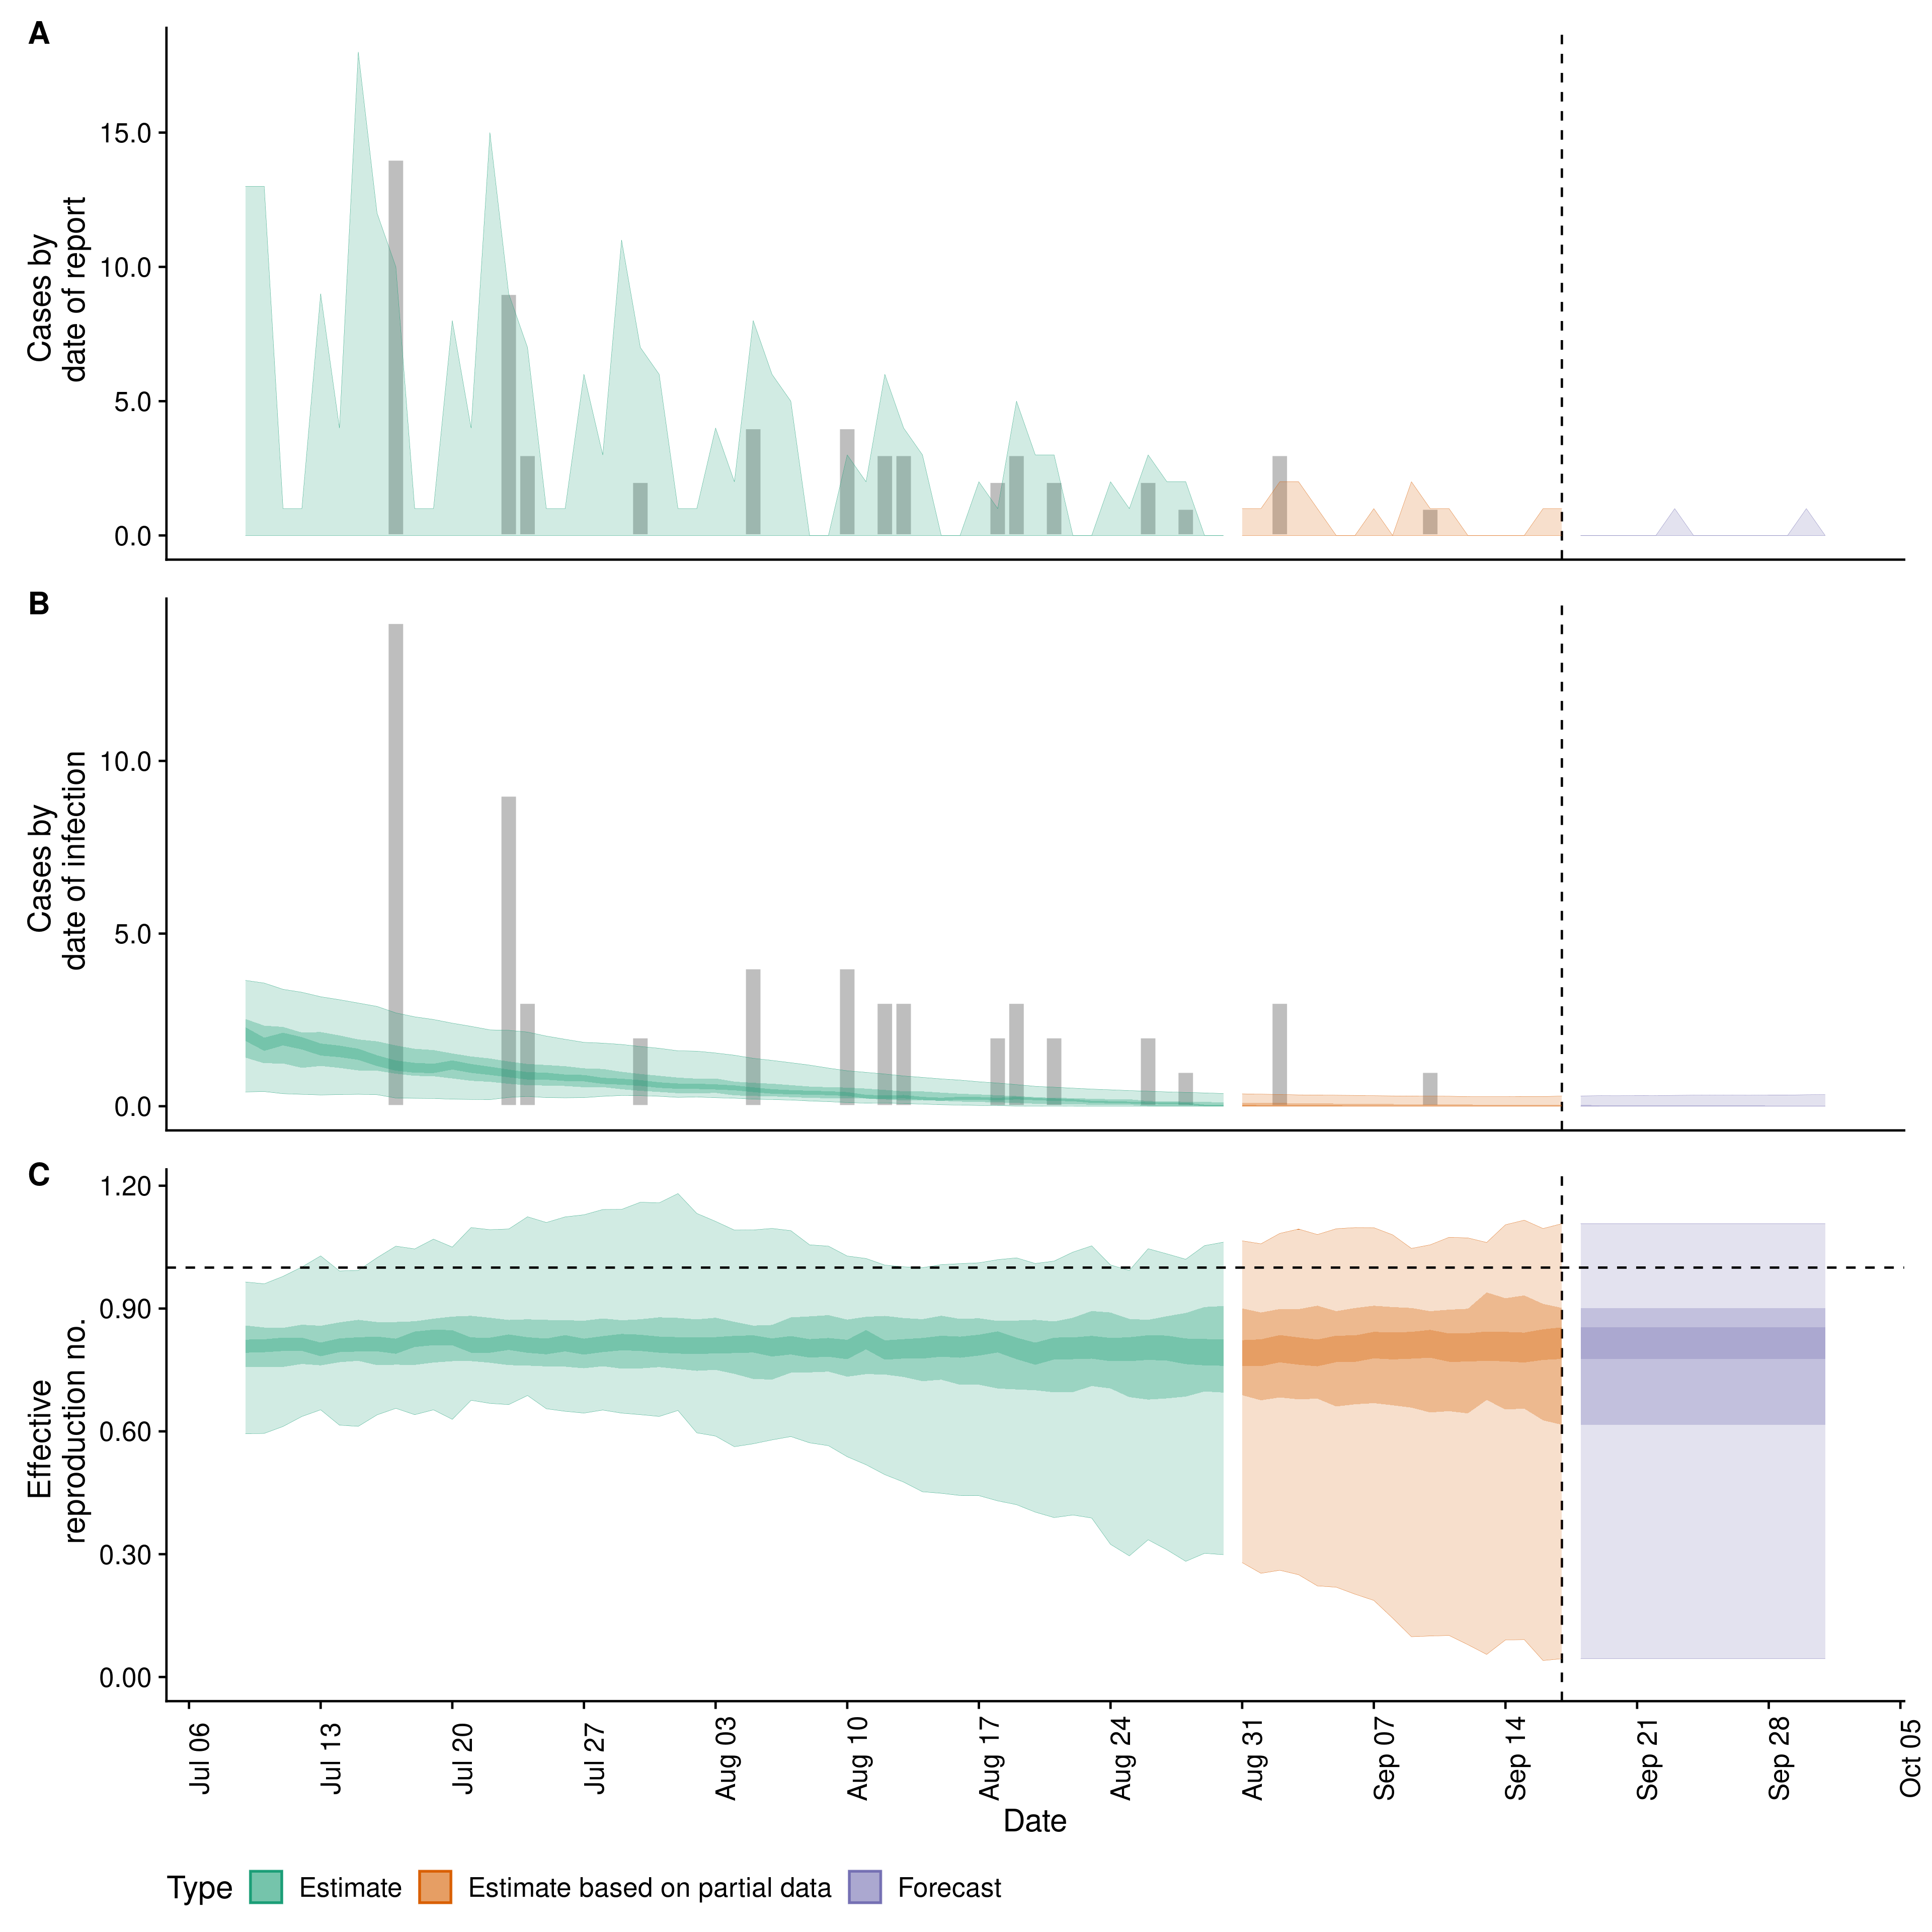 A
Cases by
date of report
15.0
10.0
5.0
0.0
B
Cases by
date of infection
10.0
5.0
0.0
C
Effective
reproduction no.
1.20
0.90
0.60
0.30
0.00
Jul 06
Jul 13
Jul 20
Jul 27
Aug 03
Aug 10
Aug 17
Aug 24
Aug 31
Sep 07
Sep 14
Sep 21
Sep 28
Oct 05
Date
Type Estimate Estimate based on partial data Forecast